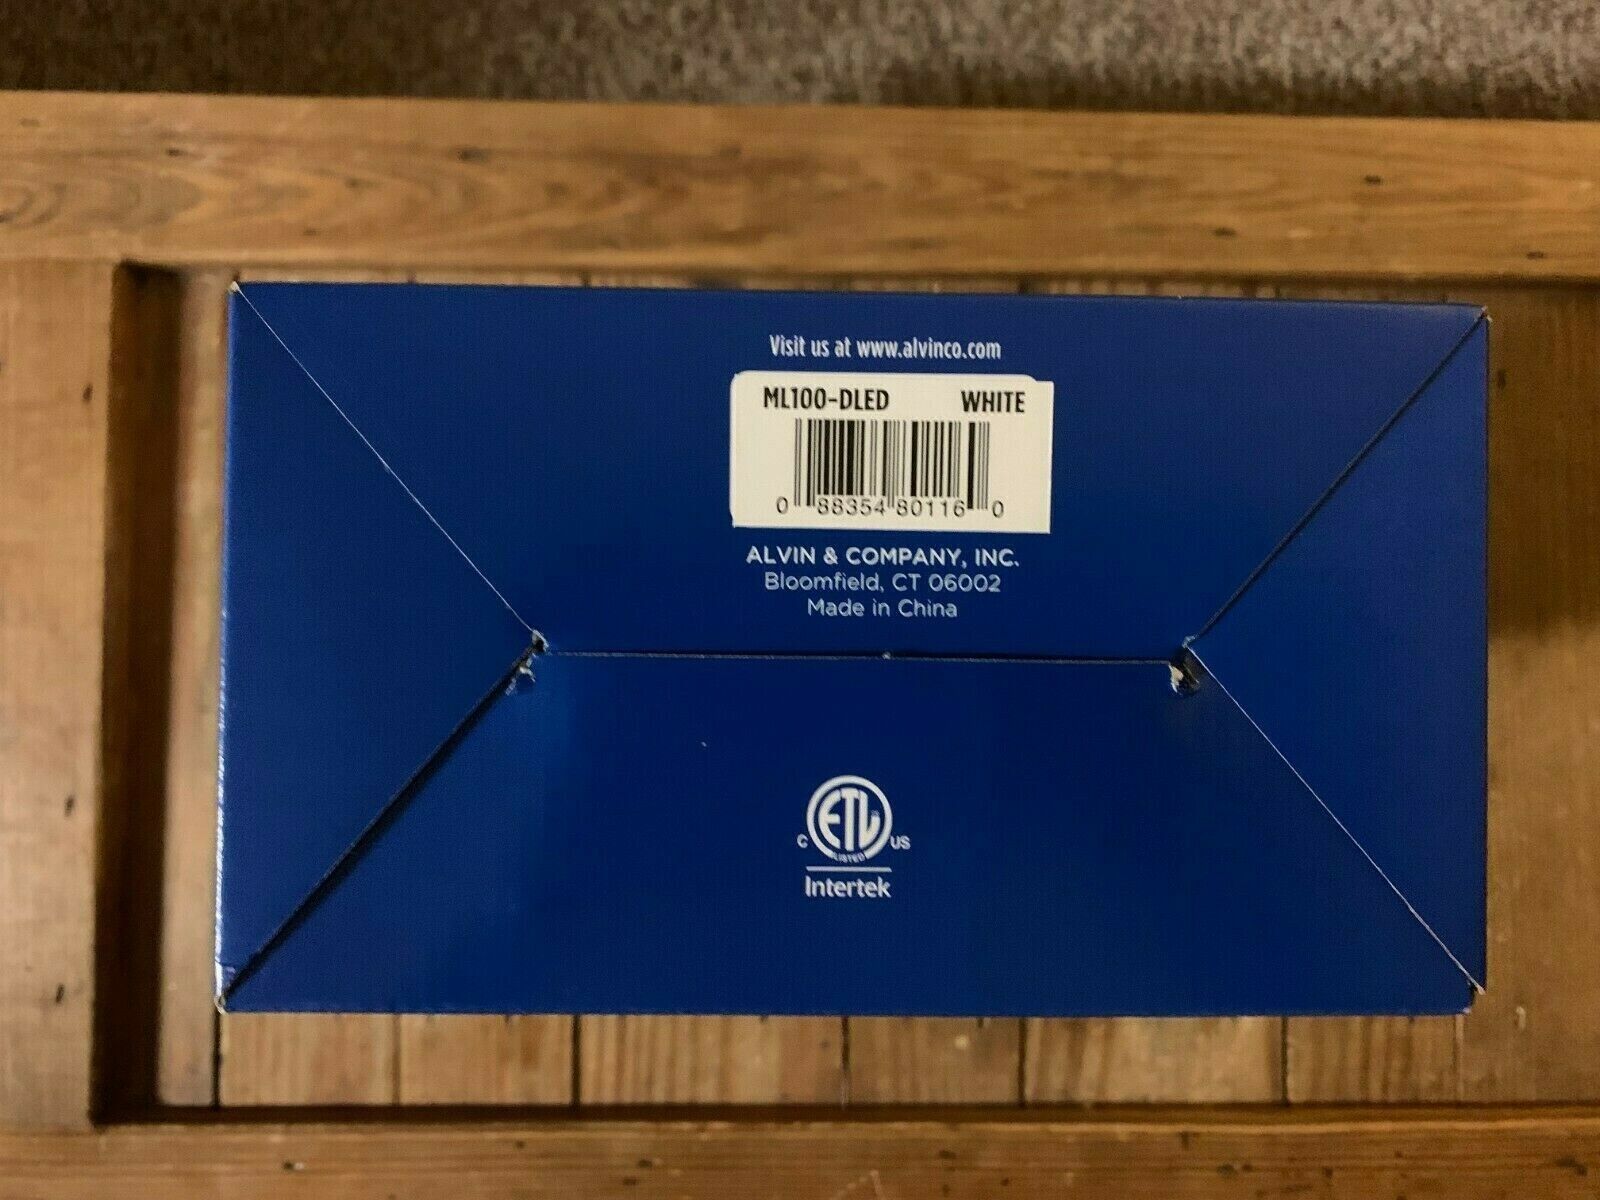 Visit us at www.alvinco.com
ML100-DLED WHITE
0 88354 80116 0
ALVIN & COMPANY, INC.
Bloomfield, CT 06002
Made in China
ETL
C US
LISTED
Intertek